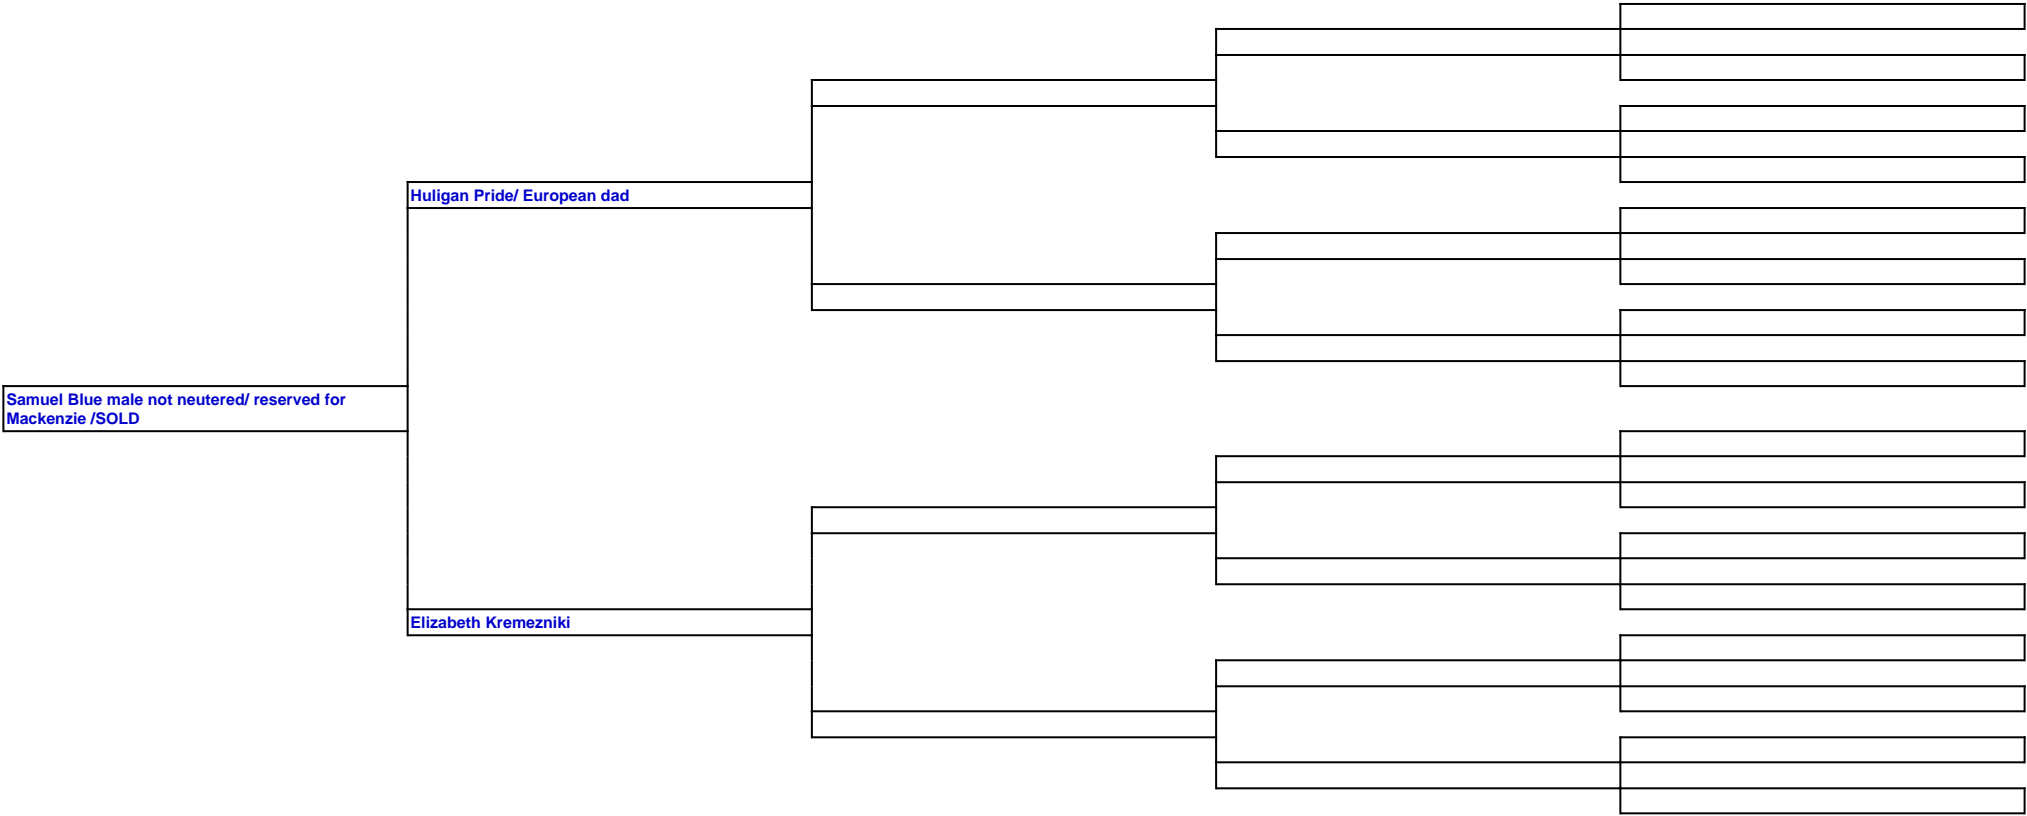 Huligan Pride/ European dad
Samuel Blue male not neutered/ reserved for
Mackenzie /SOLD
Elizabeth Kremezniki